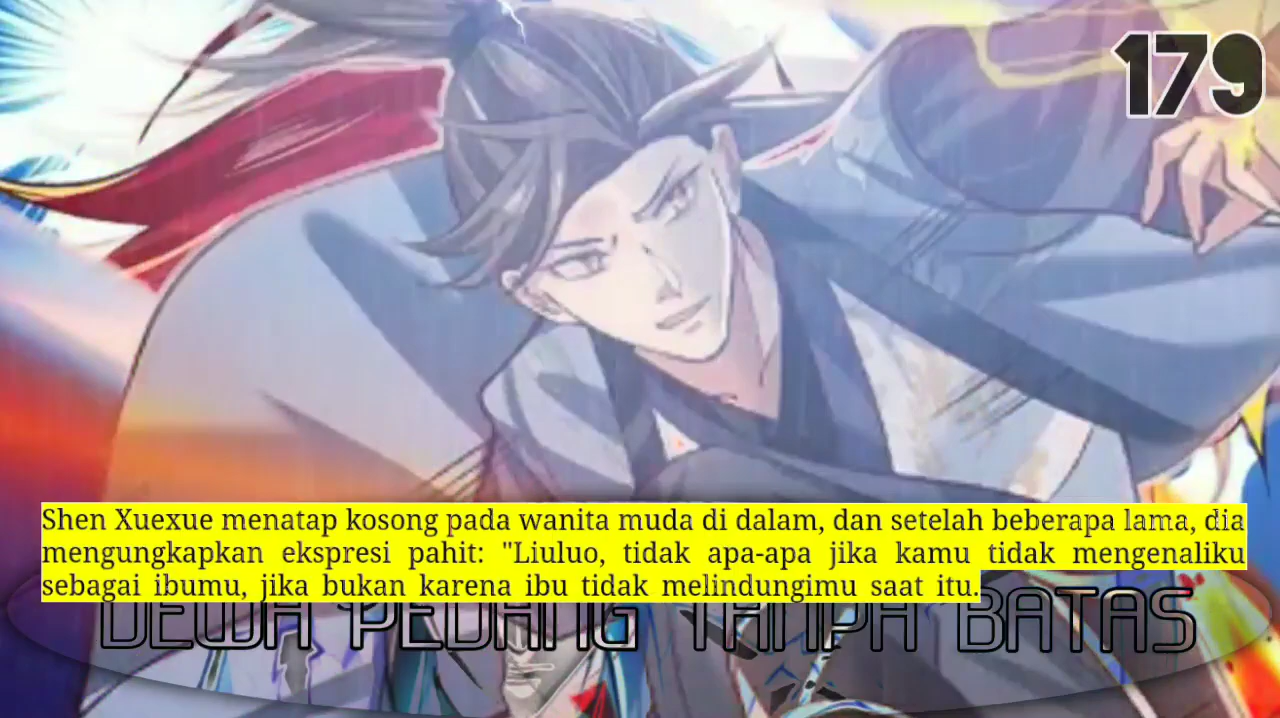 179
Shen Xuexue menatap kosong pada wanita muda di dalam, dan setelah beberapa lama, dia
mengungkapkan ekspresi pahit: "Liuluo, tidak apa-apa jika kamu tidak mengenaliku
sebagai ibumu, jika bukan karena ibu tidak melindungimu saat itu.
DEWA PEDANG TANPA BATAS